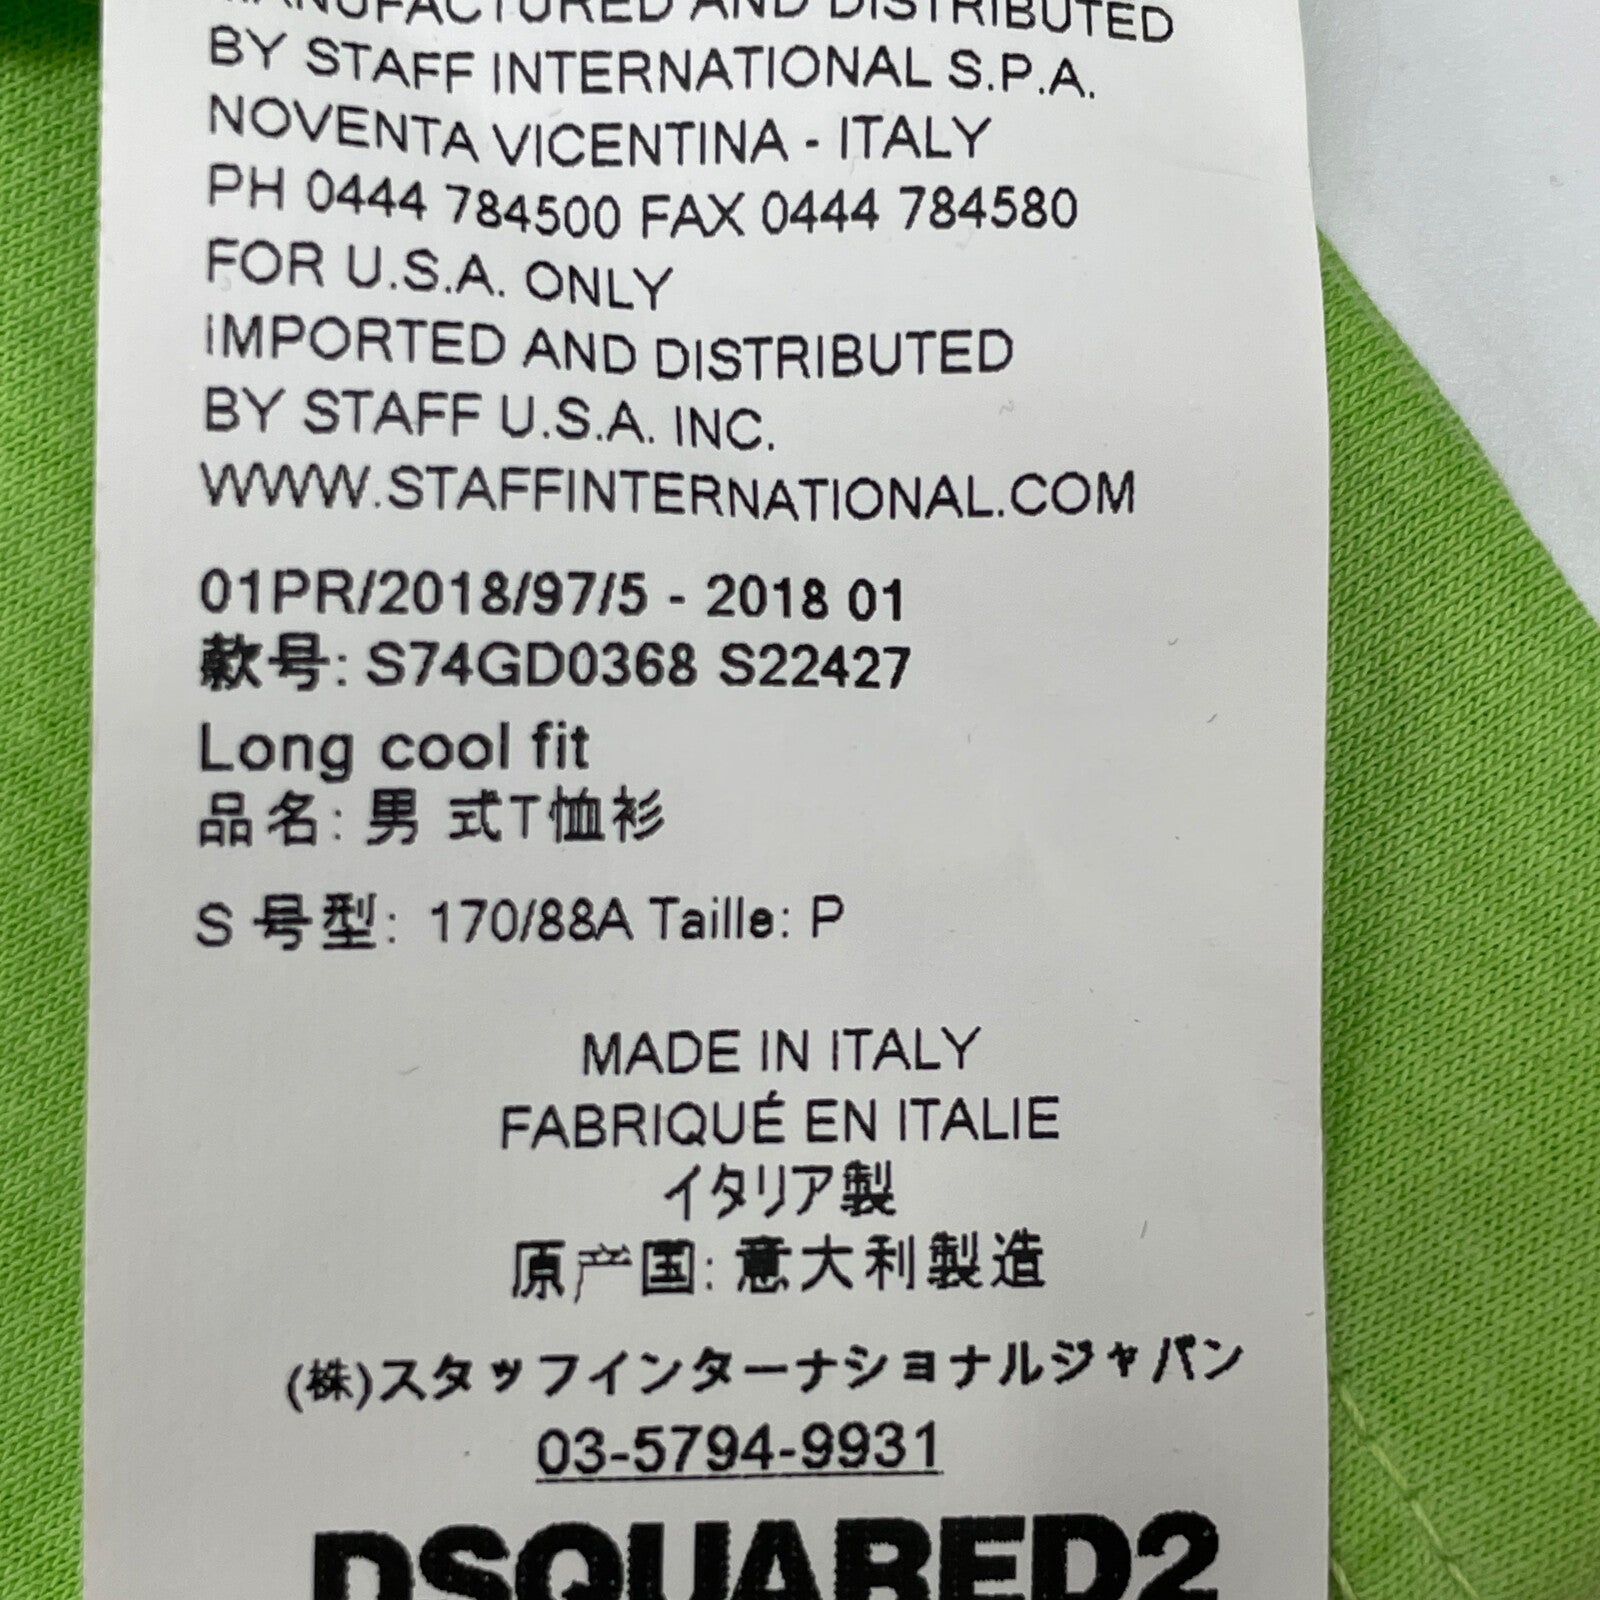 MANUFACTURED AND DISTRIBUTED
BY STAFF INTERNATIONAL S.P.A.
NOVENTA VICENTINA - ITALY
PH 0444 784500 FAX 0444 784580
FOR U.S.A. ONLY
IMPORTED AND DISTRIBUTED
BY STAFF U.S.A. INC.
WWW.STAFFINTERNATIONAL.COM
01PR/2018/97/5 - 2018 01
款号: S74GD0368 S22427
Long cool fit
品名: 男 式T恤衫
S 号型: 170/88A Taille: P
MADE IN ITALY
FABRIQUÉ EN ITALIE
イタリア製
原产国: 意大利製造
(株)スタッフインターナショナルジャパン
03-5794-9931
DSQUARED2